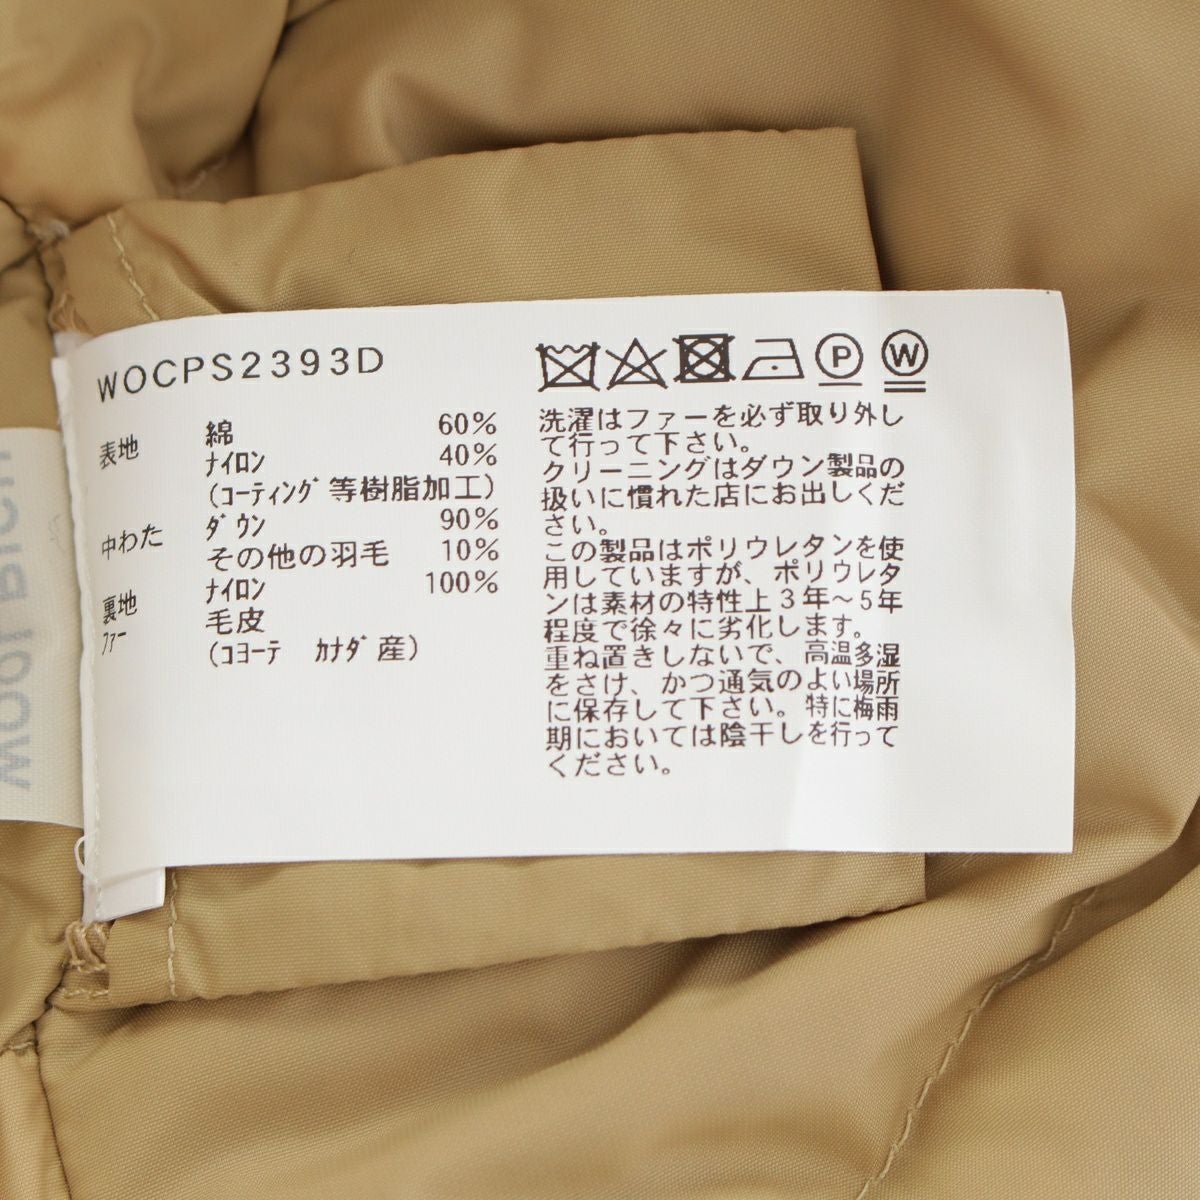 WOCPS2393D
表地 綿 60%
ナイロン 40%
(コーティング等樹脂加工)
中わた ダウン 90%
その他の羽毛 10%
裏地 ナイロン 100%
ファー 毛皮
(コヨーテ カナダ産)
P W
洗濯はファーを必ず取り外し
て行って下さい。
クリーニングはダウン製品の
扱いに慣れた店にお出しくだ
さい。
この製品はポリウレタンを使
用していますが、ポリウレタ
ンは素材の特性上3年～5年
程度で徐々に劣化します。
重ね置きしないで、高温多湿
をさけ、かつ通気のよい場所
に保存して下さい。特に梅雨
期においては陰干しを行って
ください。
WOOLRICH